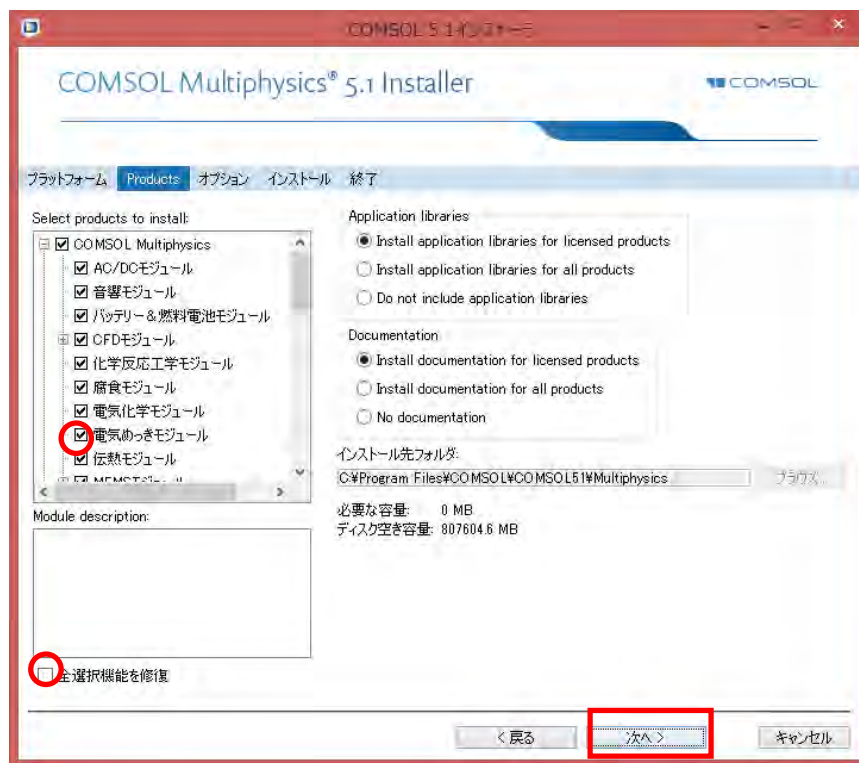 COMSOL 5.1インストーラ
COMSOL Multiphysics® 5.1 Installer
COMSOL
プラットフォーム Products オプション インストール 終了
Select products to install:
COMSOL Multiphysics
AC/DCモジュール
音響モジュール
バッテリー&燃料電池モジュール
CFDモジュール
化学反応工学モジュール
腐食モジュール
電気化学モジュール
電気めっきモジュール
伝熱モジュール
MEMSモジュール
Module description:
全選択機能を修復
Application libraries
Install application libraries for licensed products
Install application libraries for all products
Do not include application libraries
Documentation
Install documentation for licensed products
Install documentation for all products
No documentation
インストール先フォルダ:
C:¥Program Files¥COMSOL¥COMSOL51¥Multiphysics
ブラウズ...
必要な容量: 0 MB
ディスク空き容量: 807604.6 MB
< 戻る
次へ >
キャンセル